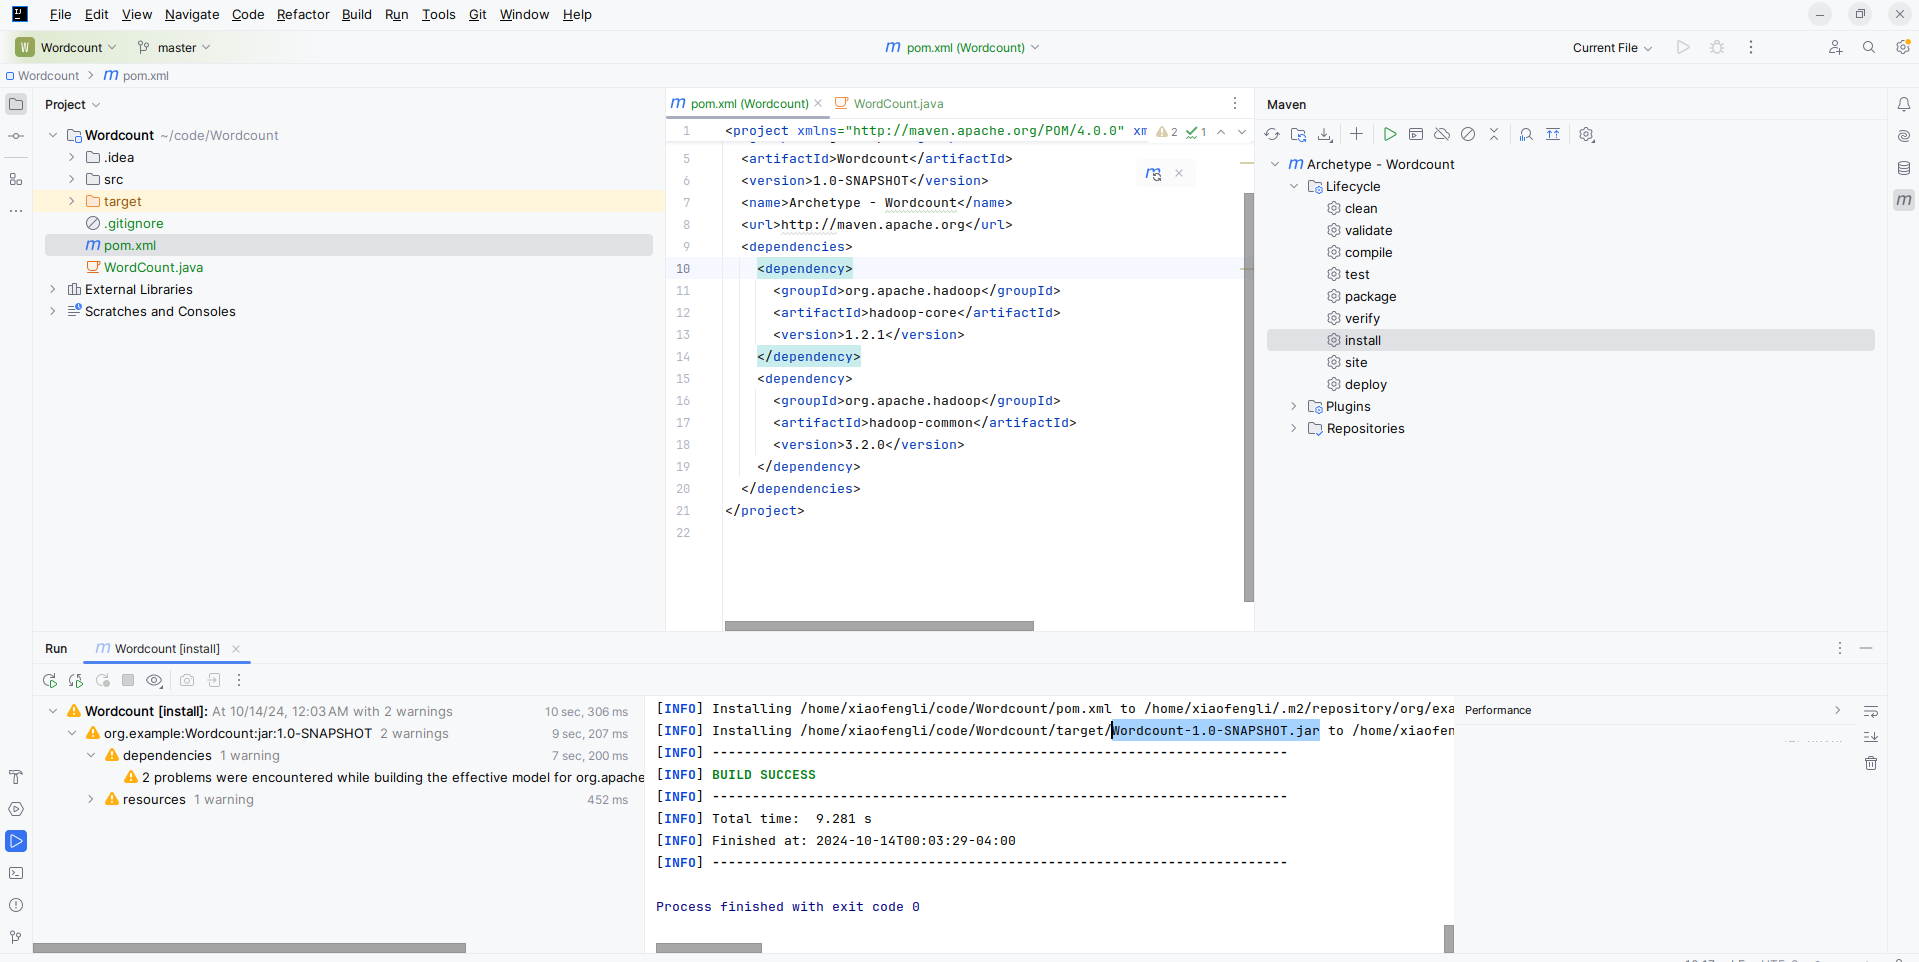 File Edit View Navigate Code Refactor Build Run Tools Git Window Help
W Wordcount master pom.xml (Wordcount) Current File
Wordcount pom.xml
Project
Wordcount ~/code/Wordcount
.idea
src
target
.gitignore
pom.xml
WordCount.java
External Libraries
Scratches and Consoles
pom.xml (Wordcount) WordCount.java
1 <project xmlns="http://maven.apache.org/POM/4.0.0" xm 2 1
5 <artifactId>Wordcount</artifactId>
6 <version>1.0-SNAPSHOT</version>
7 <name>Archetype - Wordcount</name>
8 <url>http://maven.apache.org</url>
9 <dependencies>
10 <dependency>
11 <groupId>org.apache.hadoop</groupId>
12 <artifactId>hadoop-core</artifactId>
13 <version>1.2.1</version>
14 </dependency>
15 <dependency>
16 <groupId>org.apache.hadoop</groupId>
17 <artifactId>hadoop-common</artifactId>
18 <version>3.2.0</version>
19 </dependency>
20 </dependencies>
21 </project>
22
Maven
Archetype - Wordcount
Lifecycle
clean
validate
compile
test
package
verify
install
site
deploy
Plugins
Repositories
Run Wordcount [install]
Wordcount [install]: At 10/14/24, 12:03 AM with 2 warnings 10 sec, 306 ms
org.example:Wordcount:jar:1.0-SNAPSHOT 2 warnings 9 sec, 207 ms
dependencies 1 warning 7 sec, 200 ms
2 problems were encountered while building the effective model for org.apache
resources 1 warning 452 ms
[INFO] Installing /home/xiaofengli/code/Wordcount/pom.xml to /home/xiaofengli/.m2/repository/org/exa
[INFO] Installing /home/xiaofengli/code/Wordcount/target/Wordcount-1.0-SNAPSHOT.jar to /home/xiaofen
[INFO] ------------------------------------------------------------------------
[INFO] BUILD SUCCESS
[INFO] ------------------------------------------------------------------------
[INFO] Total time:  9.281 s
[INFO] Finished at: 2024-10-14T00:03:29-04:00
[INFO] ------------------------------------------------------------------------
Process finished with exit code 0
Performance